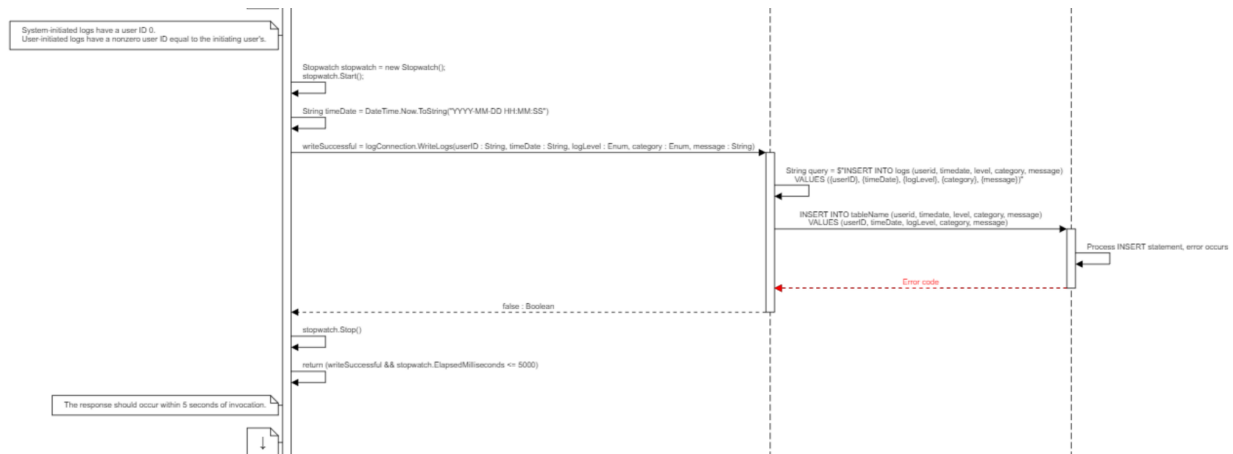 System-initiated logs have a user ID 0.
User-initiated logs have a nonzero user ID equal to the initiating user's.
Stopwatch stopwatch = new Stopwatch();
stopwatch.Start();
String timeDate = DateTime.Now.ToString("YYYY-MM-DD HH:MM:SS")
writeSuccessful = logConnection.WriteLogs(userID : String, timeDate : String, logLevel : Enum, category : Enum, message : String)
String query = $"INSERT INTO logs (userid, timedate, level, category, message)
VALUES ({userID}, {timeDate}, {logLevel}, {category}, {message})"
INSERT INTO tableName (userid, timedate, level, category, message)
VALUES (userID, timeDate, logLevel, category, message)
Process INSERT statement, error occurs
Error code
false : Boolean
stopwatch.Stop()
return (writeSuccessful && stopwatch.ElapsedMilliseconds <= 5000)
The response should occur within 5 seconds of invocation.
↓